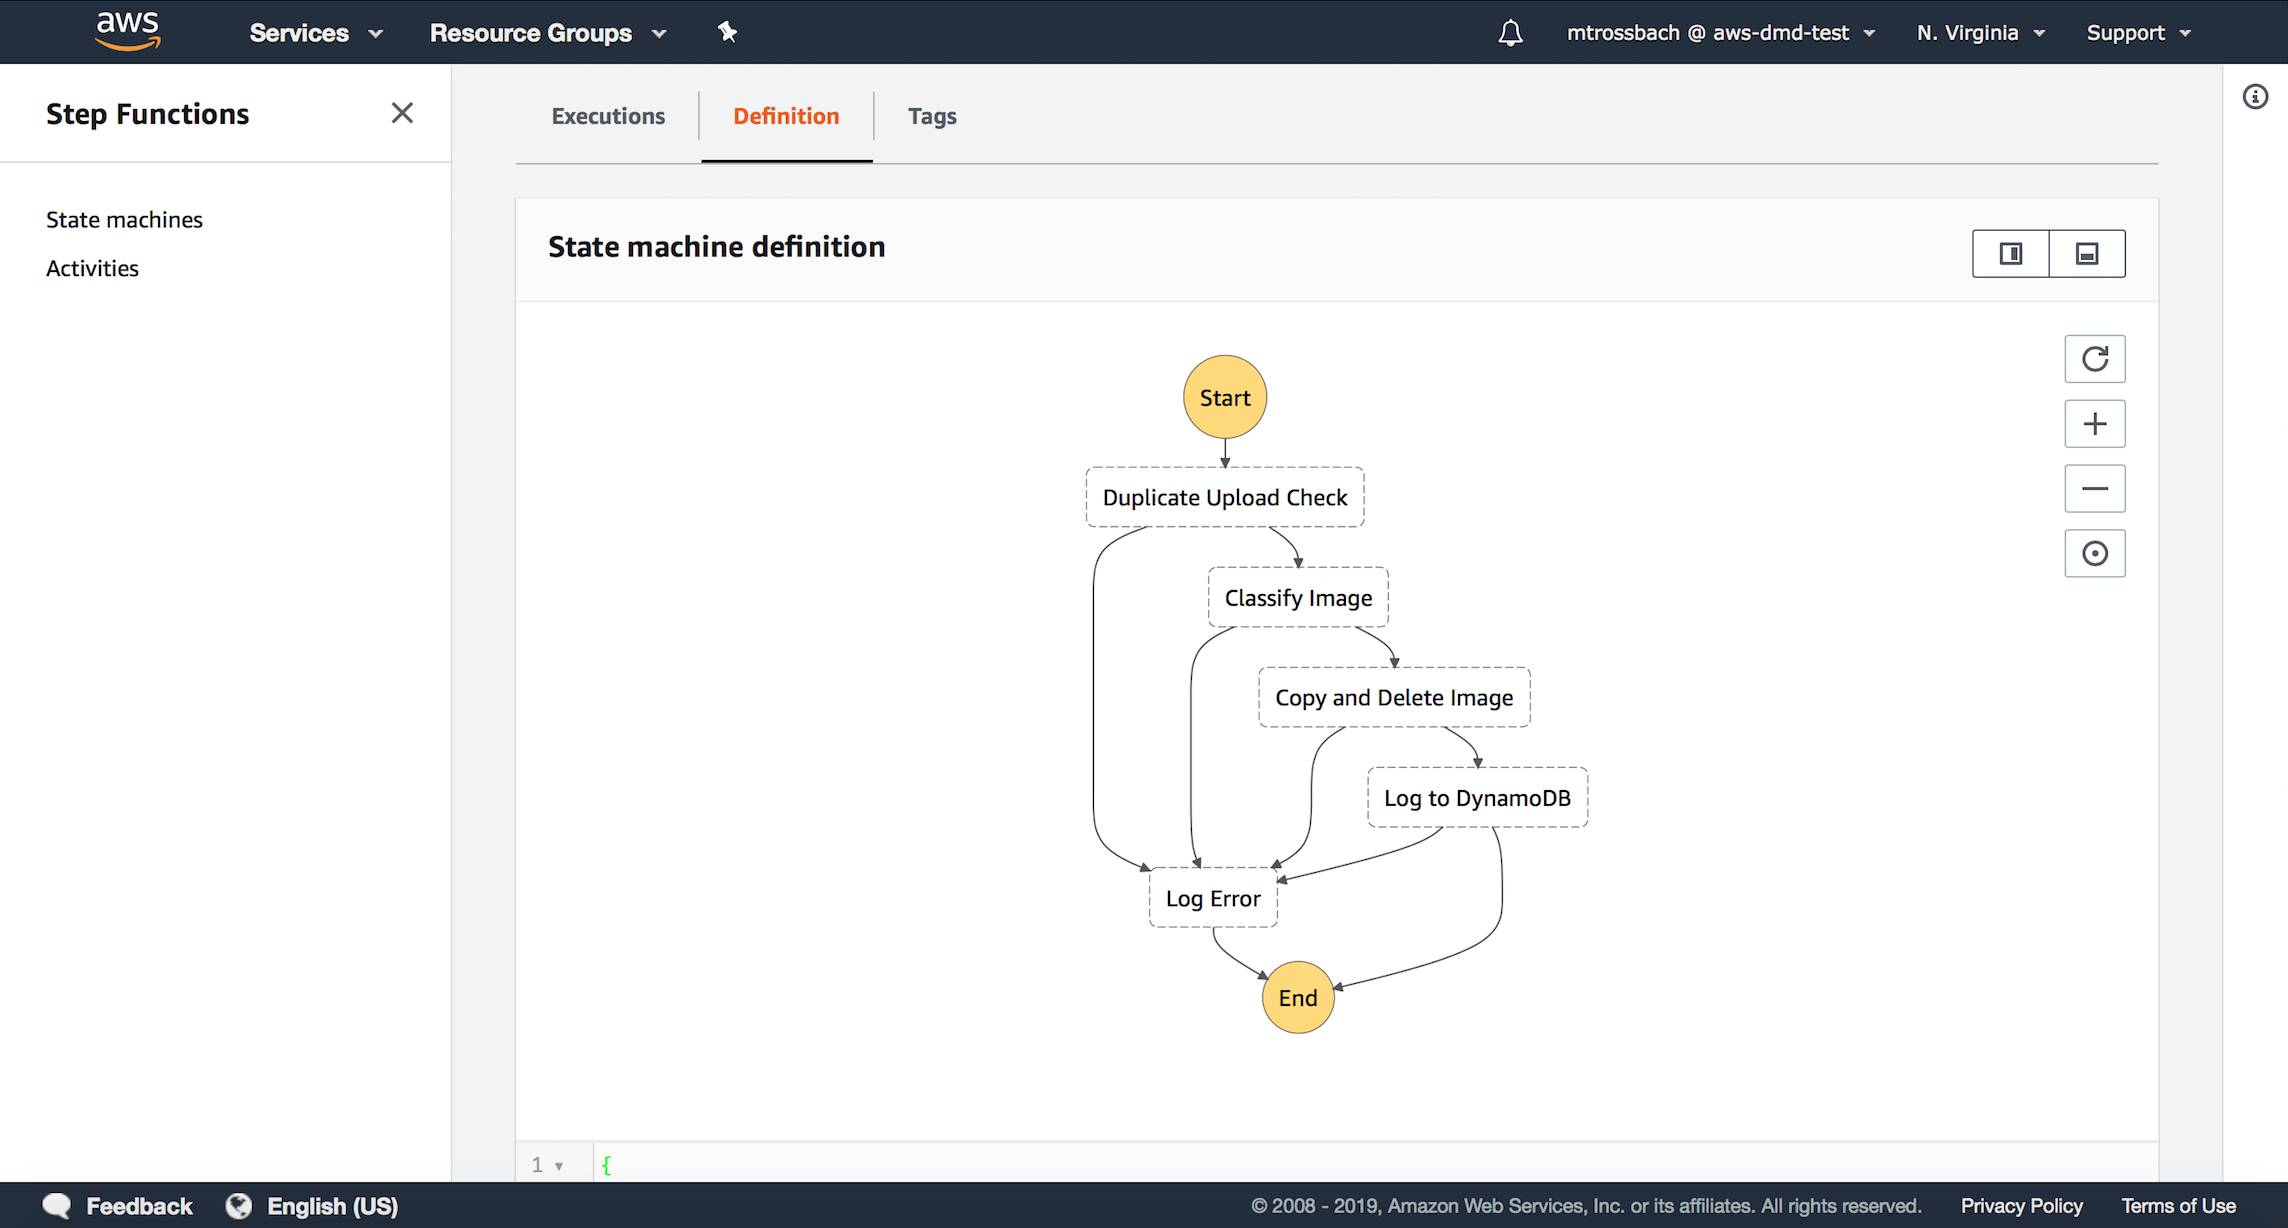 aws
Services
Resource Groups
mtrossbach @ aws-dmd-test
N. Virginia
Support
Step Functions
State machines
Activities
Executions
Definition
Tags
State machine definition
Start
Duplicate Upload Check
Classify Image
Copy and Delete Image
Log to DynamoDB
Log Error
End
1
{
Feedback
English (US)
© 2008 - 2019, Amazon Web Services, Inc. or its affiliates. All rights reserved.
Privacy Policy
Terms of Use